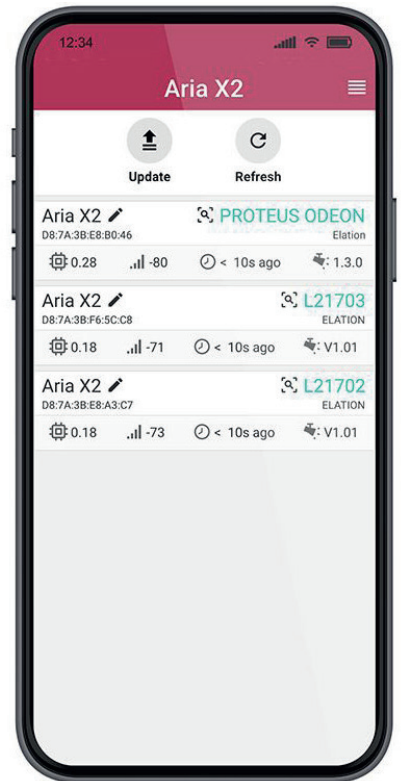 12:34
Aria X2
Update Refresh
Aria X2 PROTEUS ODEON
D8:7A:3B:E8:B0:46 Elation
0.28 -80 < 10s ago : 1.3.0
Aria X2 L21703
D8:7A:3B:F6:5C:C8 ELATION
0.18 -71 < 10s ago : V1.01
Aria X2 L21702
D8:7A:3B:E8:A3:C7 ELATION
0.18 -73 < 10s ago : V1.01